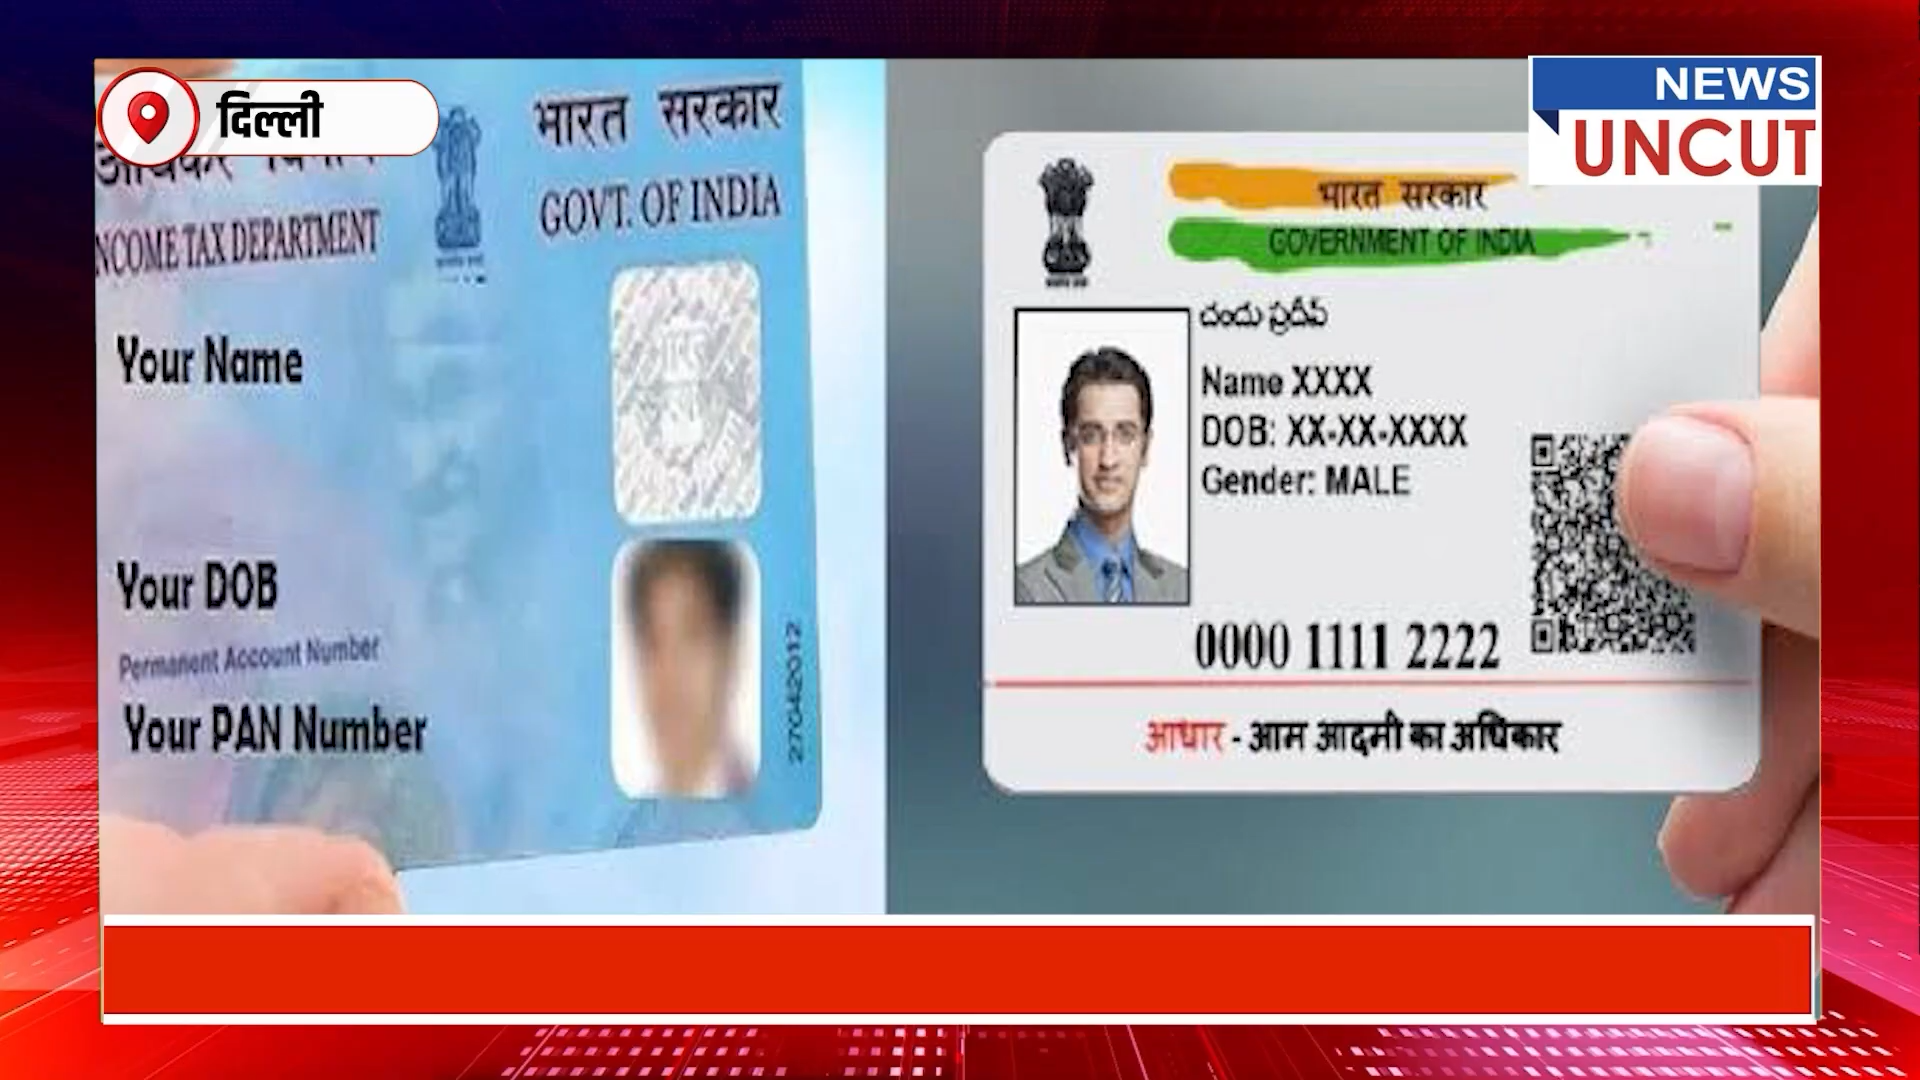 दिल्ली
NEWS
UNCUT
आयकर विभाग
NCOME TAX DEPARTMENT
भारत सरकार
GOVT. OF INDIA
Your Name
Your DOB
Permanent Account Number
Your PAN Number
27042012
भारत सरकार
GOVERNMENT OF INDIA
చందు ప్రదీప్
Name XXXX
DOB: XX-XX-XXXX
Gender: MALE
0000 1111 2222
आधार - आम आदमी का अधिकार